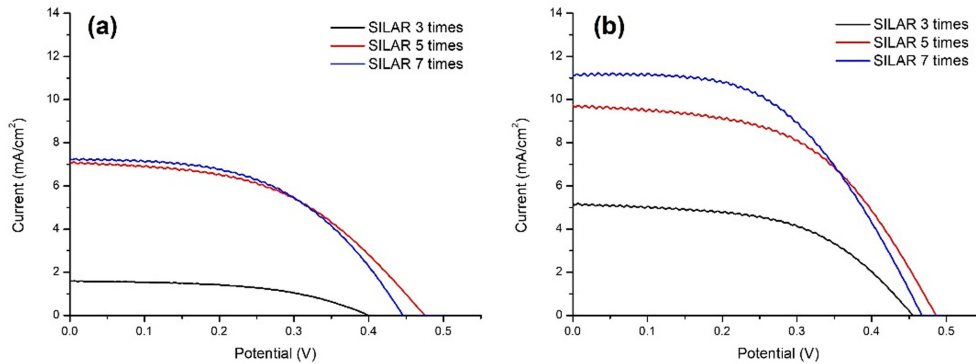 (a)
SILAR 3 times
SILAR 5 times
SILAR 7 times
14
12
10
8
6
4
2
0
Current (mA/cm²)
0.0 0.1 0.2 0.3 0.4 0.5
Potential (V)
(b)
SILAR 3 times
SILAR 5 times
SILAR 7 times
14
12
10
8
6
4
2
0
Current (mA/cm²)
0.0 0.1 0.2 0.3 0.4 0.5
Potential (V)